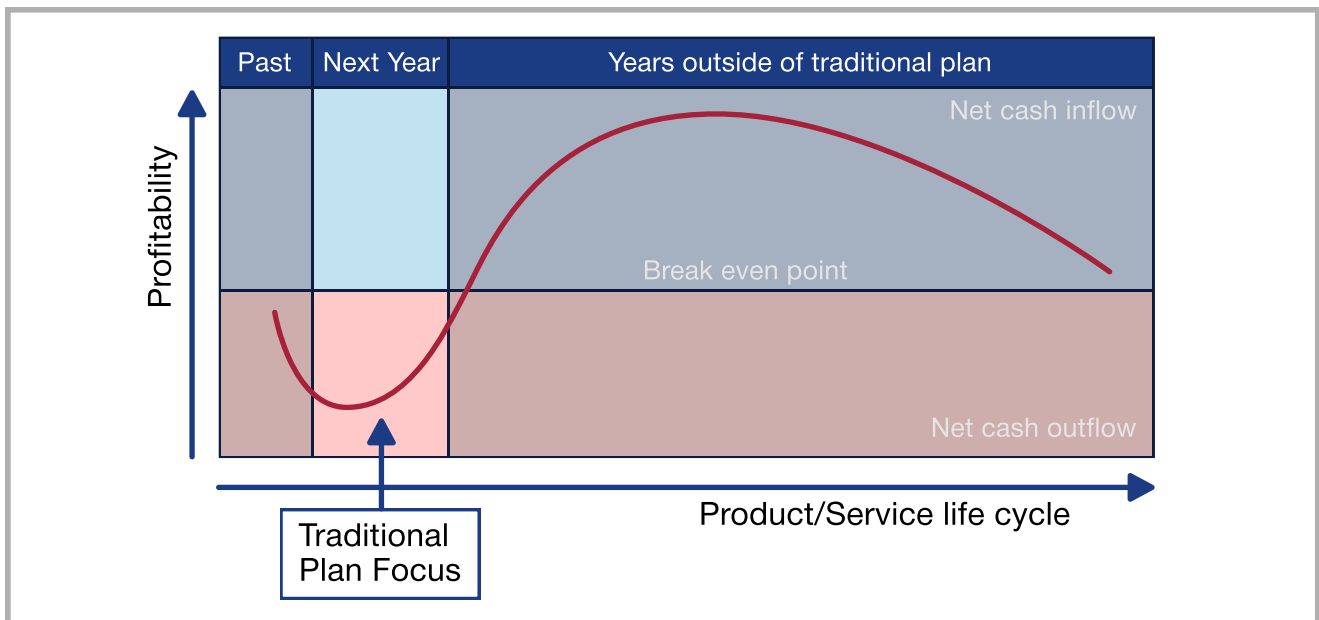 Past
Next Year
Years outside of traditional plan
Net cash inflow
Profitability
Break even point
Net cash outflow
Product/Service life cycle
Traditional
Plan Focus